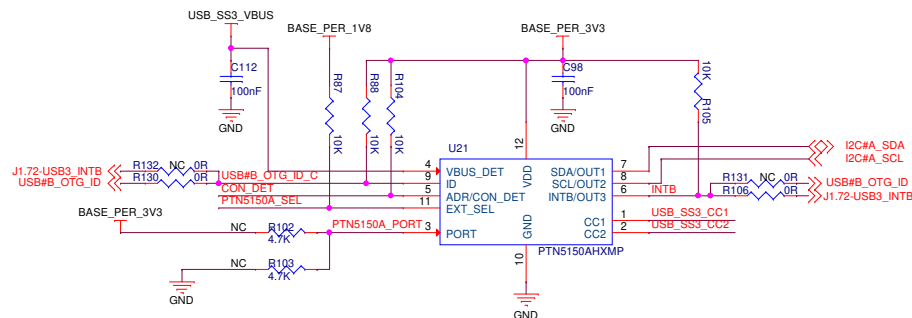 USB_SS3_VBUS
BASE_PER_1V8
BASE_PER_3V3
C112
100nF
GND
R87
10K
R88
10K
R104
10K
C98
100nF
GND
10K
R105
U21
12
VDD
J1.72-USB3_INTB
R132
NC
0R
USB#B_OTG_ID
R130
0R
USB#B_OTG_ID_C
CON_DET
PTN5150A_SEL
4
VBUS_DET
9
ID
5
ADR/CON_DET
11
EXT_SEL
3
PORT
SDA/OUT1
7
SCL/OUT2
8
INTB/OUT3
6
INTB
CC1
1
USB_SS3_CC1
CC2
2
USB_SS3_CC2
I2C#A_SDA
I2C#A_SCL
R131
NC
0R
USB#B_OTG_ID
R106
0R
J1.72-USB3_INTB
BASE_PER_3V3
PTN5150A_PORT
NC
R102
4.7K
NC
R103
4.7K
GND
GND
10
PTN5150AHXMP
GND